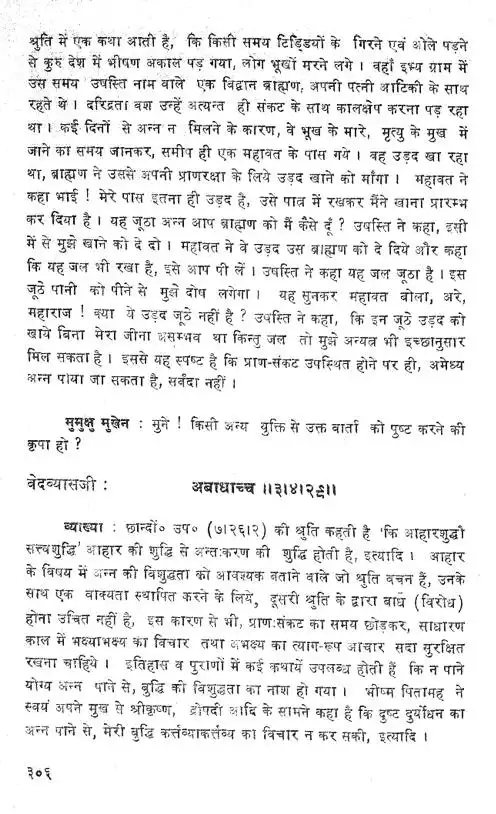 श्रुति में एक कथा आती है, कि किसी समय टिड्डियों के गिरने एवं ओले पड़ने
से कुरु देश में भीषण अकाल पड़ गया, लोग भूखों मरने लगे । वहाँ इभ्य ग्राम में
उस समय उषस्ति नाम वाले एक विद्वान ब्राह्मण, अपनी पत्नी आटिकी के साथ
रहते थे । दरिद्रता वश उन्हें अत्यन्त ही संकट के साथ कालक्षेप करना पड़ रहा
था । कई दिनों से अन्न न मिलने के कारण, वे भूख के मारे, मृत्यु के मुख में
जाने का समय जानकर, समीप ही एक महावत के पास गये । वह उड़द खा रहा
था, ब्राह्मण ने उससे अपनी प्राणरक्षा के लिये उड़द खाने को माँगा । महावत ने
कहा भाई ! मेरे पास इतना ही उड़द है, उसे पात्र में रखकर मैंने खाना प्रारम्भ
कर दिया है । यह जूठा अन्न आप ब्राह्मण को मैं कैसे दूँ ? उषस्ति ने कहा, इसी
में से मुझे खाने को दे दो । महावत ने वे उड़द उस ब्राह्मण को दे दिये और कहा
कि यह जल भी रखा है, इसे आप पी लें । उषस्ति ने कहा यह जल जूठा है । इस
जूठे पानी को पीने से मुझे दोष लगेगा । यह सुनकर महावत बोला, अरे,
महाराज ! क्या ये उड़द जूठे नहीं है ? उषस्ति ने कहा, कि इन जूठे उड़द को
खाये बिना मेरा जीना असम्भव था किन्तु जल तो मुझे अन्यत्र भी इच्छानुसार
मिल सकता है । इससे यह स्पष्ट है कि प्राण-संकट उपस्थित होने पर ही, अमेध्य
अन्न पाया जा सकता है, सर्वदा नहीं ।
मुमुक्षु मुखेन : मुने ! किसी अन्य युक्ति से उक्त वार्ता को पुष्ट करने की
कृपा हो ?
वेदव्यासजी : अबाधाच्च ॥३।४।२९॥
व्याख्या : छान्दो० उप० (७।२६।२) की श्रुति कहती है 'कि आहारशुद्धौ
सत्त्वशुद्धि' आहार की शुद्धि से अन्तःकरण की शुद्धि होती है, इत्यादि । आहार
के विषय में अन्न की विशुद्धता को आवश्यक बताने वाले जो श्रुति वचन हैं, उनके
साथ एक वाक्यता स्थापित करने के लिये, दूसरी श्रुति के द्वारा बाध (विरोध)
होना उचित नहीं है, इस कारण से भी, प्राण-संकट का समय छोड़कर, साधारण
काल में भक्ष्याभक्ष्य का विचार तथा अभक्ष्य का त्याग-रूप आचार सदा सुरक्षित
रखना चाहिये । इतिहास व पुराणों में कई कथायें उपलब्ध होती हैं कि न पाने
योग्य अन्न पाने से, बुद्धि की विशुद्धता का नाश हो गया । भीष्म पितामह ने
स्वयं अपने मुख से श्रीकृष्ण, द्रोपदी आदि के सामने कहा है कि दुष्ट दुर्योधन का
अन्न पाने से, मेरी बुद्धि कर्त्तव्याकर्त्तव्य का विचार न कर सकी, इत्यादि ।
३०६